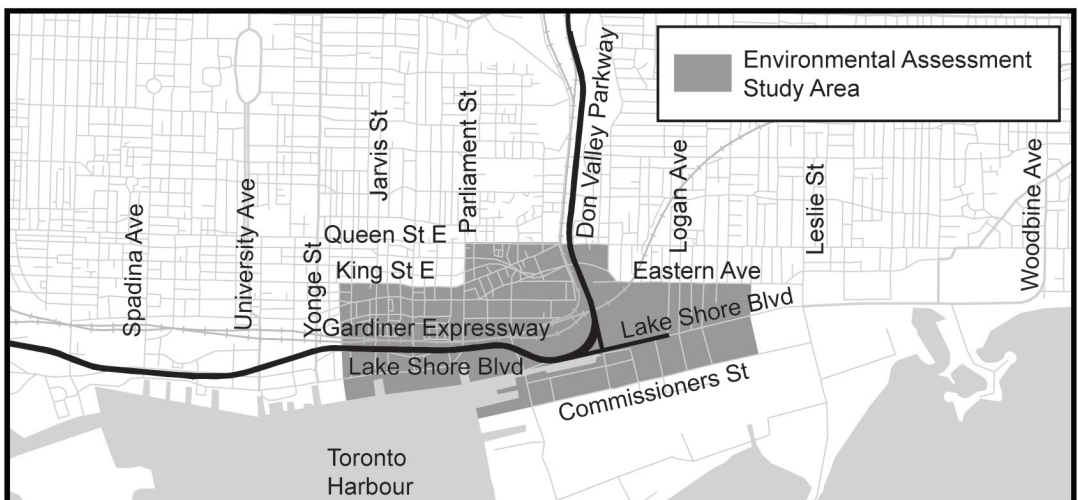 Environmental Assessment
Study Area
Don Valley Parkway
Parliament St
Jarvis St
Logan Ave
Leslie St
Woodbine Ave
University Ave
Spadina Ave
Yonge St
Queen St E
King St E
Eastern Ave
Gardiner Expressway
Lake Shore Blvd
Lake Shore Blvd
Commissioners St
Toronto
Harbour